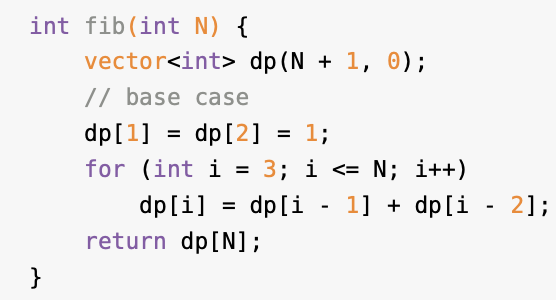 int fib(int N) {
    vector<int> dp(N + 1, 0);
    // base case
    dp[1] = dp[2] = 1;
    for (int i = 3; i <= N; i++)
        dp[i] = dp[i - 1] + dp[i - 2];
    return dp[N];
}